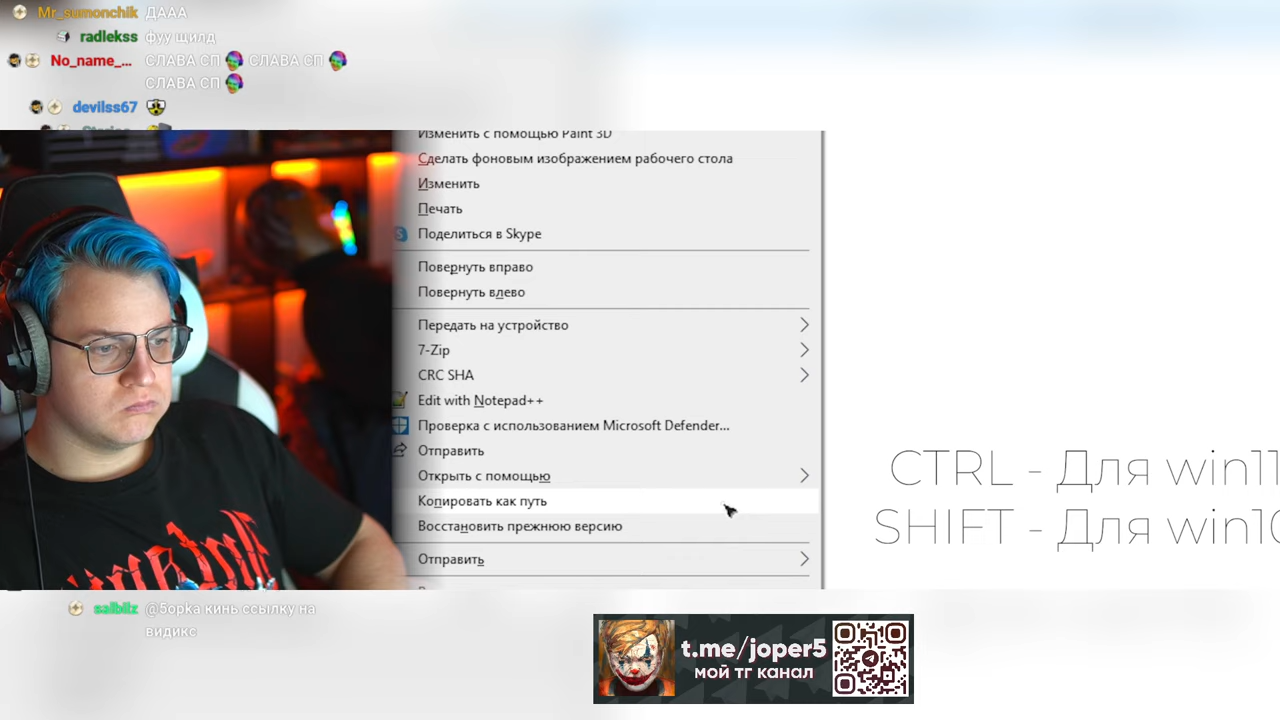 Mr_sumonchik ДААА
radlekss фуу щилд
No_name_... СЛАВА СП СЛАВА СП
СЛАВА СП
devilss67
Изменить с помощью Paint 3D
Сделать фоновым изображением рабочего стола
Изменить
Печать
Поделиться в Skype
Повернуть вправо
Повернуть влево
Передать на устройство
7-Zip
CRC SHA
Edit with Notepad++
Проверка с использованием Microsoft Defender...
Отправить
Открыть с помощью
Копировать как путь
Восстановить прежнюю версию
Отправить
CTRL - Для win11
SHIFT - Для win10
salbilz @5opka кинь ссылку на
видикс
t.me/joper5
мой тг канал